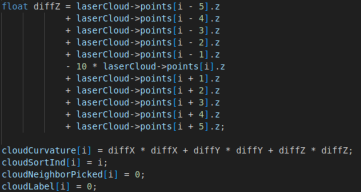 float diffZ = laserCloud->points[i - 5].z
+ laserCloud->points[i - 4].z
+ laserCloud->points[i - 3].z
+ laserCloud->points[i - 2].z
+ laserCloud->points[i - 1].z
- 10 * laserCloud->points[i].z
+ laserCloud->points[i + 1].z
+ laserCloud->points[i + 2].z
+ laserCloud->points[i + 3].z
+ laserCloud->points[i + 4].z
+ laserCloud->points[i + 5].z;
cloudCurvature[i] = diffX * diffX + diffY * diffY + diffZ * diffZ;
cloudSortInd[i] = i;
cloudNeighborPicked[i] = 0;
cloudLabel[i] = 0;